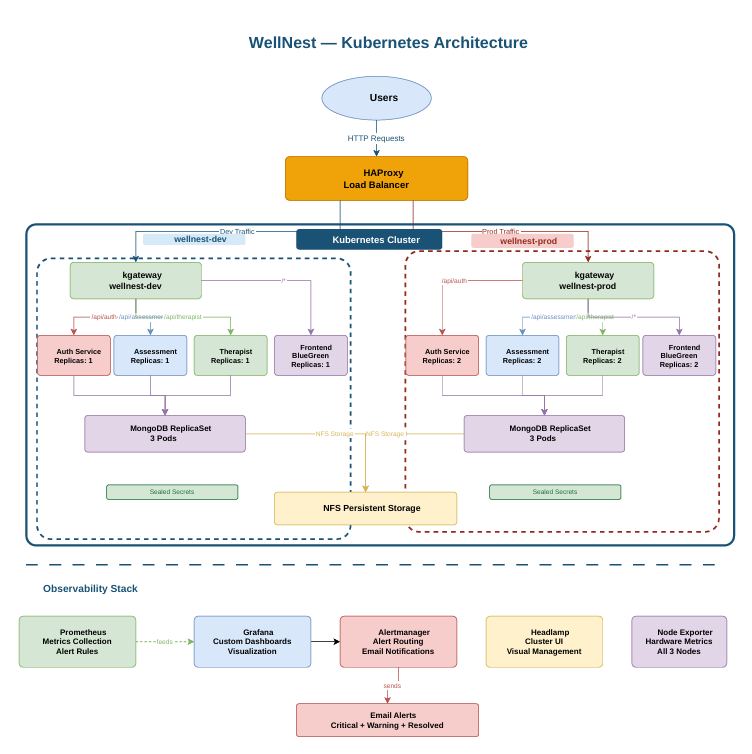 WellNest — Kubernetes Architecture
Users
HTTP Requests
HAProxy
Load Balancer
Kubernetes Cluster
Dev Traffic
wellnest-dev
Prod Traffic
wellnest-prod
kgateway
wellnest-dev
/*
/api/auth
/api/assessmer
/api/therapist
Auth Service
Replicas: 1
Assessment
Replicas: 1
Therapist
Replicas: 1
Frontend
BlueGreen
Replicas: 1
MongoDB ReplicaSet
3 Pods
Sealed Secrets
kgateway
wellnest-prod
/api/auth
/api/assessmer
/api/therapist
/*
Auth Service
Replicas: 2
Assessment
Replicas: 2
Therapist
Replicas: 2
Frontend
BlueGreen
Replicas: 2
MongoDB ReplicaSet
3 Pods
Sealed Secrets
NFS Storage
NFS Storage
NFS Persistent Storage
Observability Stack
Prometheus
Metrics Collection
Alert Rules
feeds
Grafana
Custom Dashboards
Visualization
Alertmanager
Alert Routing
Email Notifications
Headlamp
Cluster UI
Visual Management
Node Exporter
Hardware Metrics
All 3 Nodes
sends
Email Alerts
Critical + Warning + Resolved